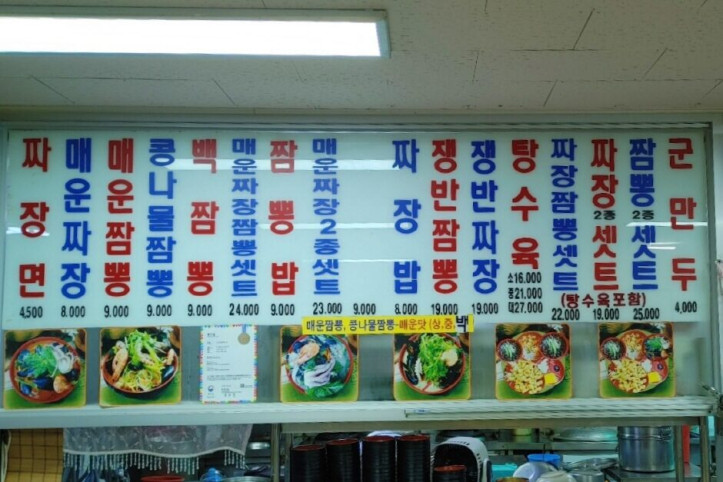 짜장면 4,500
매운짜장 8.000
매운짬뽕 9.000
콩나물짬뽕 9.000
백짬뽕 9.000
매운짜장짬뽕셋트 24.000
짬뽕밥 9.000
매운짜장2종셋트 23.000
9.000
짜장밥 8.000
쟁반짬뽕 19.000
쟁반짜장 19.000
탕수육
소16.000
중21.000
대27.000
짜장짬뽕셋트 22.000
짜장2종세트 19.000
짬뽕2종세트 25.000
(탕수육포함)
군만두 4,000
매운짬뽕, 콩나물짬뽕-매운맛 (상,중,백